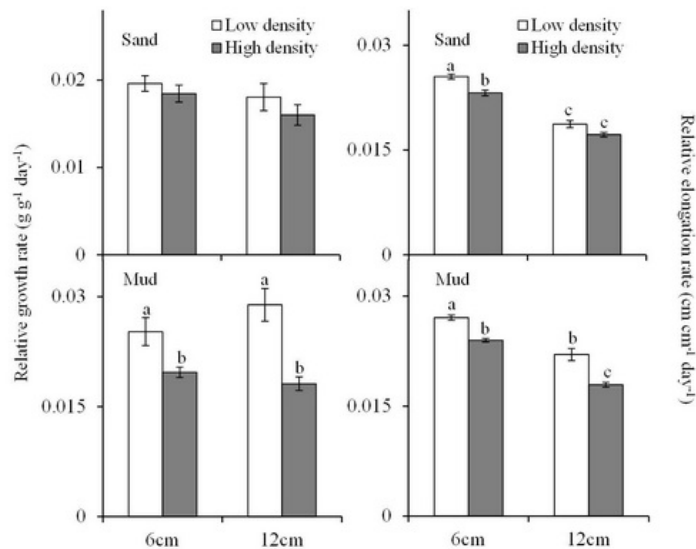 Relative growth rate (g g⁻¹ day⁻¹)
Sand
Low density
High density
0.02
0.01
0
Sand
Low density
High density
0.03
0.015
0
a
b
c
c
Mud
0.03
0.015
0
a
b
a
b
6cm
12cm
Mud
0.03
0.015
0
a
b
b
c
6cm
12cm
Relative elongation rate (cm cm⁻¹ day⁻¹)